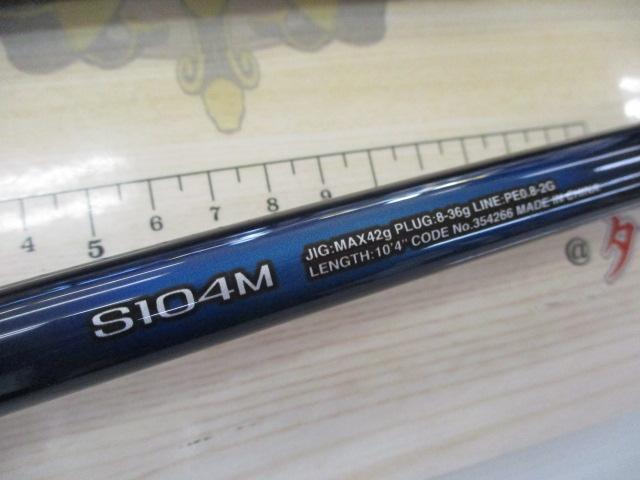 4 5 6 7 8 9
S104M
JIG:MAX42g PLUG:8-36g LINE:PE0.8-2G
LENGTH:10'4" CODE No.354266 MADE IN CHINA
@タ